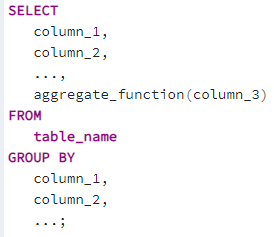 SELECT
column_1,
column_2,
...,
aggregate_function(column_3)
FROM
table_name
GROUP BY
column_1,
column_2,
...;